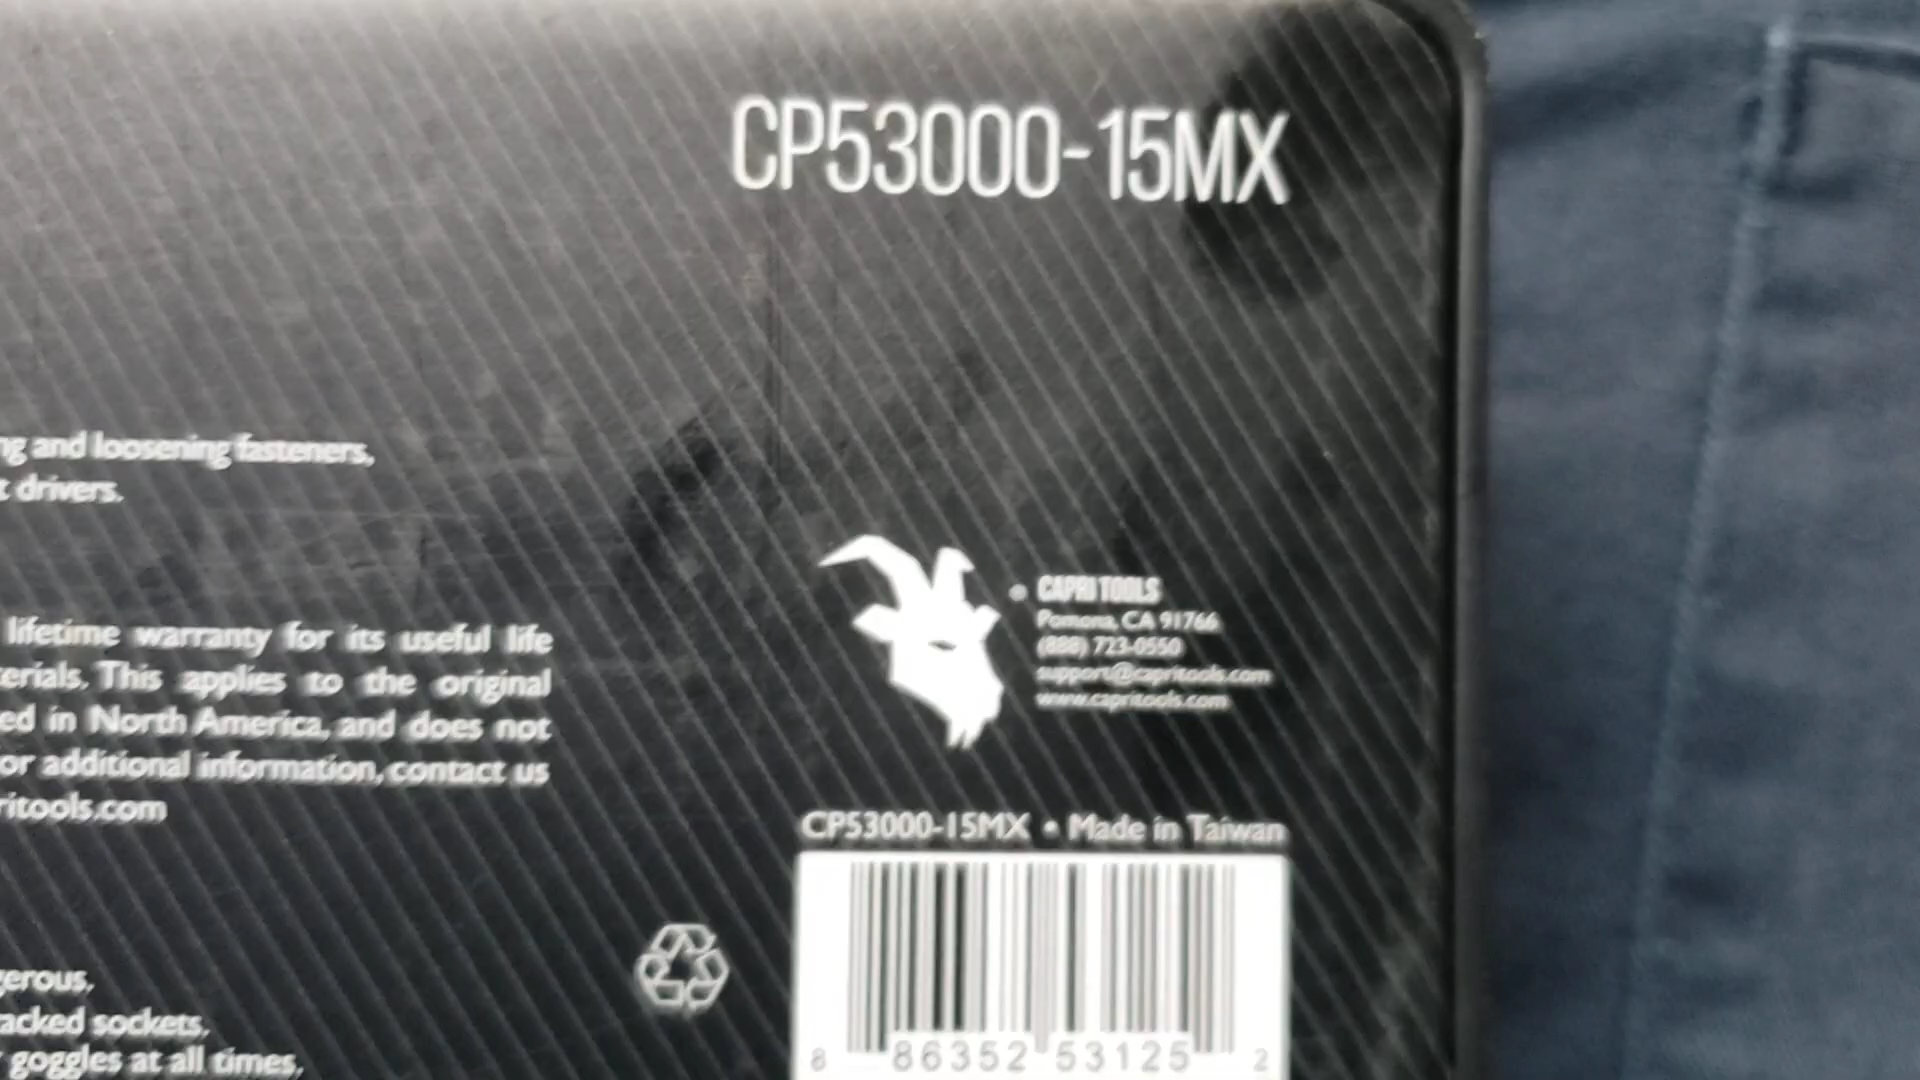 CP53000-15MX
ng and loosening fasteners,
t drivers.
CAPRI TOOLS
Pomona, CA 91766
(888) 723-0550
support@capritools.com
www.capritools.com
lifetime warranty for its useful life
erials. This applies to the original
ed in North America, and does not
or additional information, contact us
ritools.com
CP53000-15MX • Made in Taiwan
8 86352 53125 2
gerous.
acked sockets.
goggles at all times.